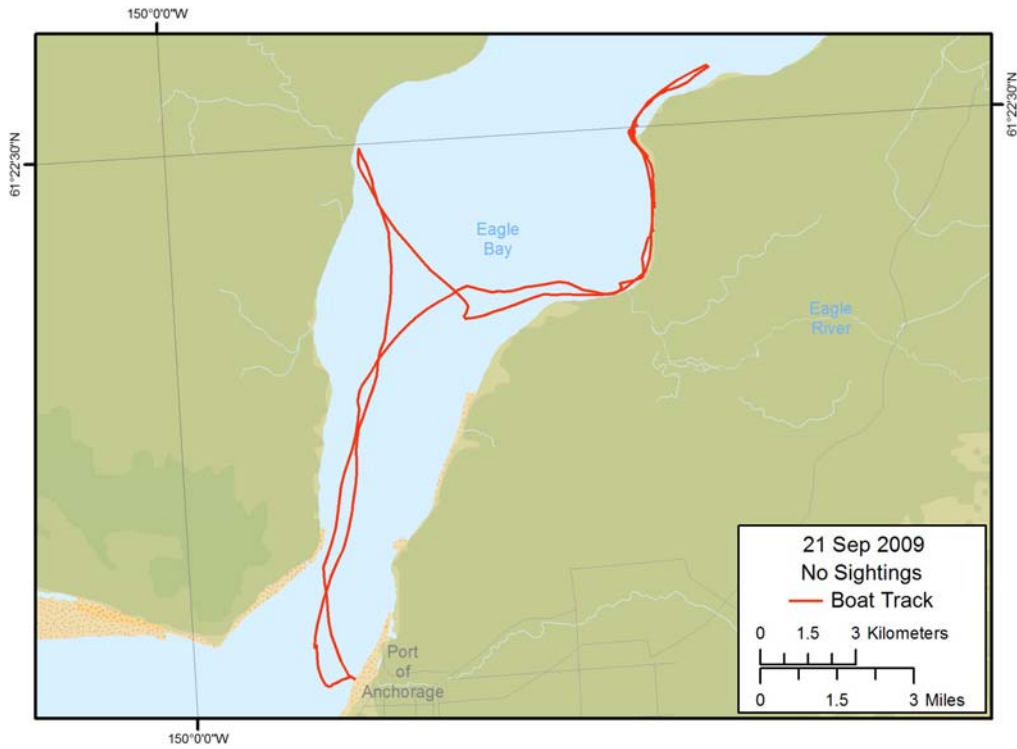 150°0'0"W
61°22'30"N
61°22'30"N
Eagle
Bay
Eagle
River
Port
of
Anchorage
21 Sep 2009
No Sightings
Boat Track
0 1.5 3 Kilometers
0 1.5 3 Miles
150°0'0"W